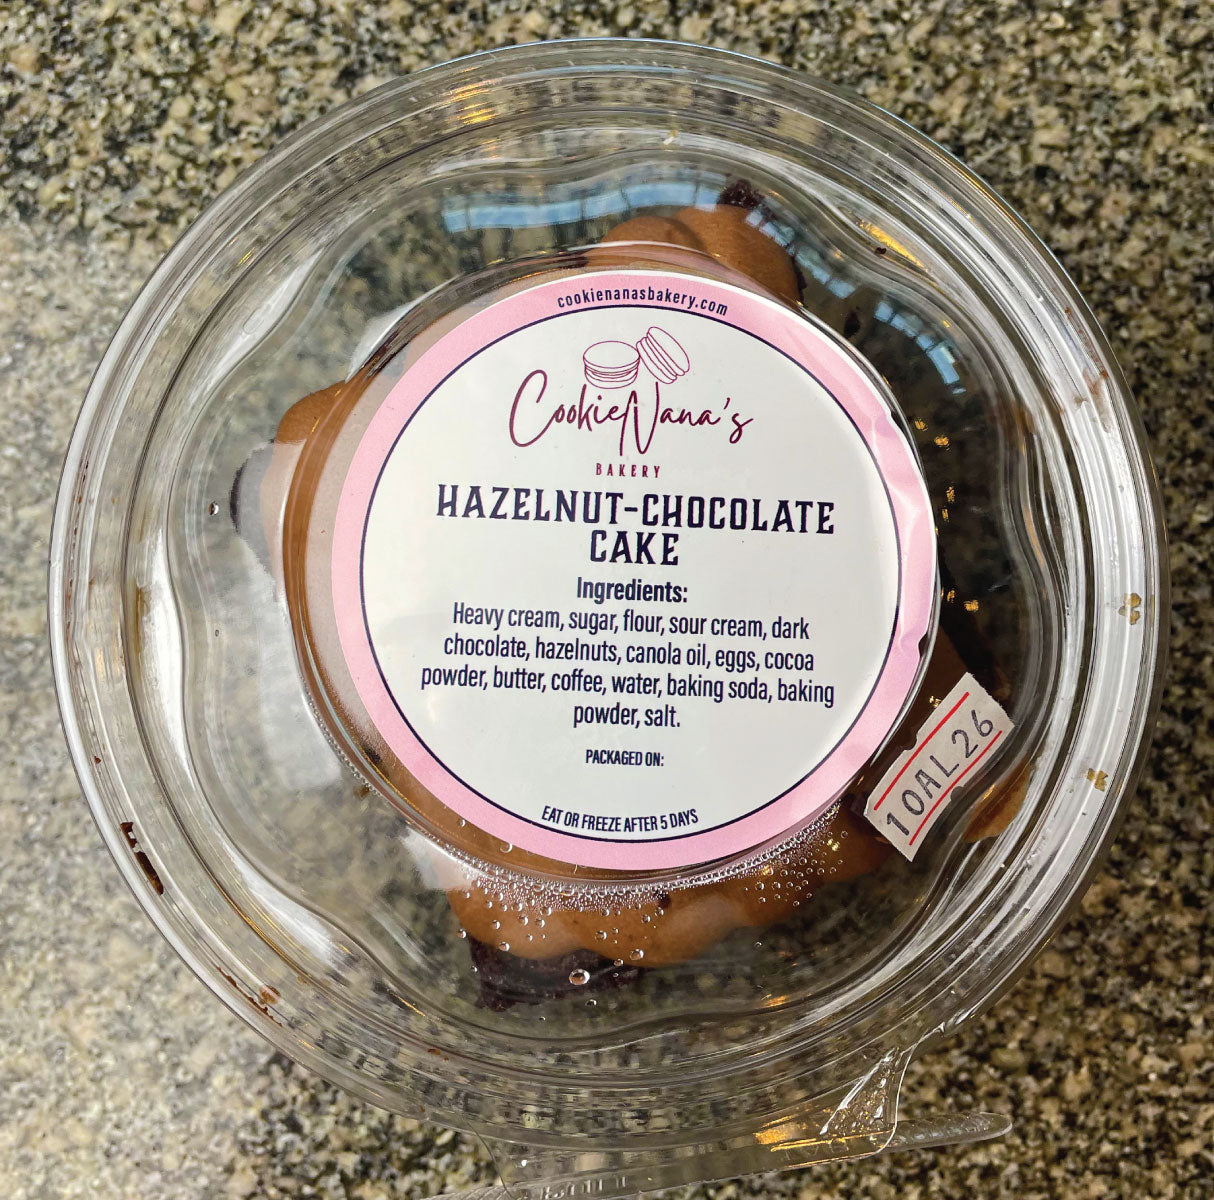 cookienanasbakery.com
CookieNana's
BAKERY
HAZELNUT-CHOCOLATE
CAKE
Ingredients:
Heavy cream, sugar, flour, sour cream, dark
chocolate, hazelnuts, canola oil, eggs, cocoa
powder, butter, coffee, water, baking soda, baking
powder, salt.
PACKAGED ON:
EAT OR FREEZE AFTER 5 DAYS
10AL26